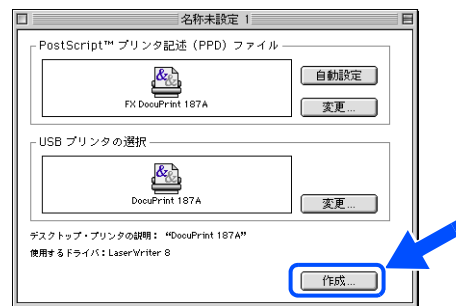 名称未設定 1
PostScript™ プリンタ記述（PPD）ファイル
自動設定
FX DocuPrint 187A
変更...
USB プリンタの選択
DocuPrint 187A
変更...
デスクトップ・プリンタの説明： “DocuPrint 187A”
使用するドライバ：LaserWriter 8
作成...